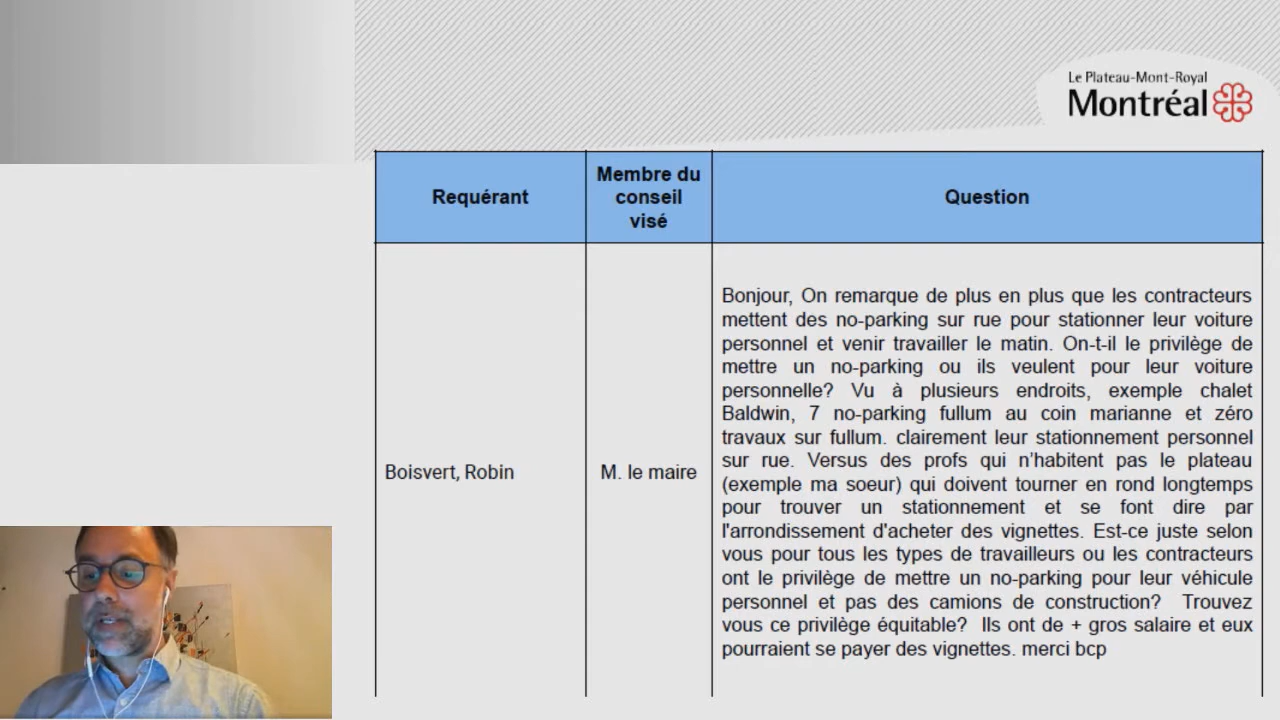 Le Plateau-Mont-Royal
Montréal
Requérant
Membre du
conseil
visé
Question
Boisvert, Robin
M. le maire
Bonjour, On remarque de plus en plus que les contracteurs
mettent des no-parking sur rue pour stationner leur voiture
personnel et venir travailler le matin. On-t-il le privilège de
mettre un no-parking ou ils veulent pour leur voiture
personnelle? Vu à plusieurs endroits, exemple chalet
Baldwin, 7 no-parking fullum au coin marianne et zéro
travaux sur fullum. clairement leur stationnement personnel
sur rue. Versus des profs qui n'habitent pas le plateau
(exemple ma soeur) qui doivent tourner en rond longtemps
pour trouver un stationnement et se font dire par
l'arrondissement d'acheter des vignettes. Est-ce juste selon
vous pour tous les types de travailleurs ou les contracteurs
ont le privilège de mettre un no-parking pour leur véhicule
personnel et pas des camions de construction? Trouvez
vous ce privilège équitable? Ils ont de + gros salaire et eux
pourraient se payer des vignettes. merci bcp